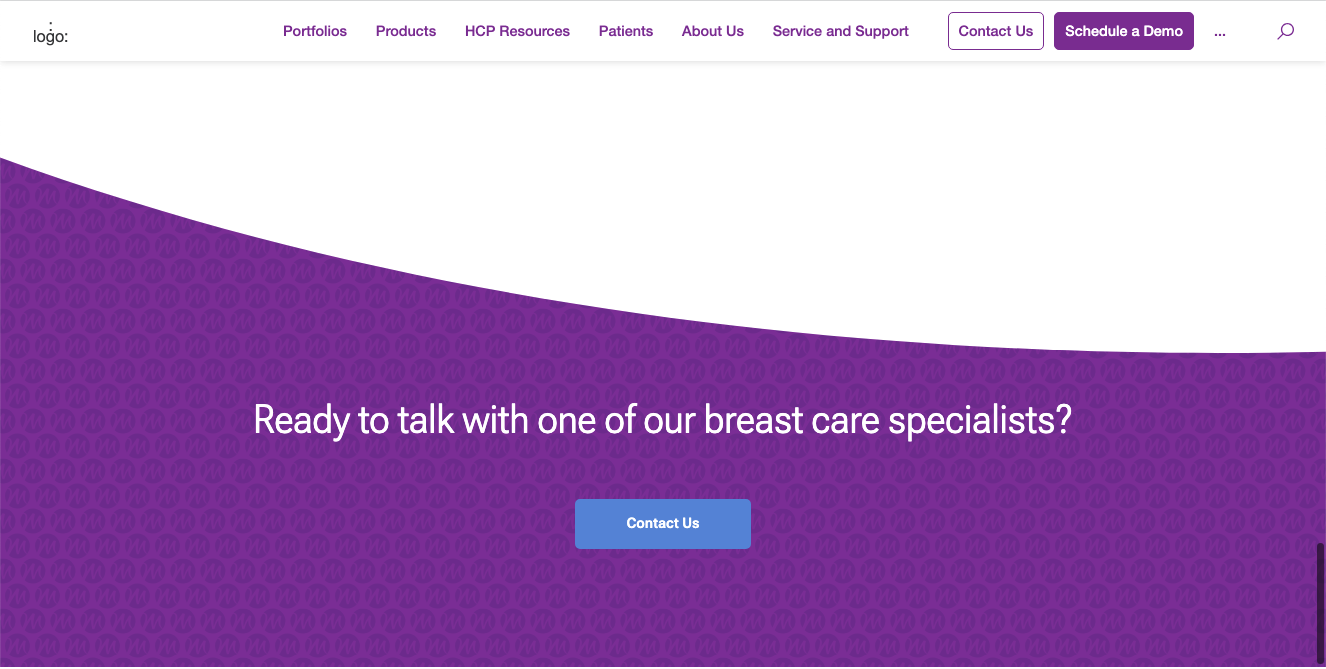 logo:
Portfolios
Products
HCP Resources
Patients
About Us
Service and Support
Contact Us
Schedule a Demo
...
Ready to talk with one of our breast care specialists?
Contact Us